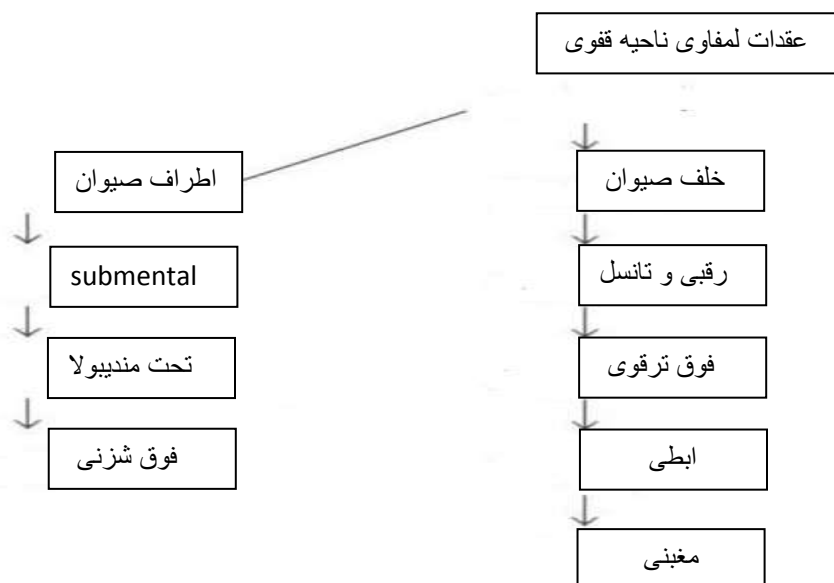 عقدات لمفاوی ناحیه قفوی
اطراف صیوان
خلف صیوان
submental
رقبی و تانسل
تحت مندیبولا
فوق ترقوی
فوق شزنی
ابطی
مغبنی